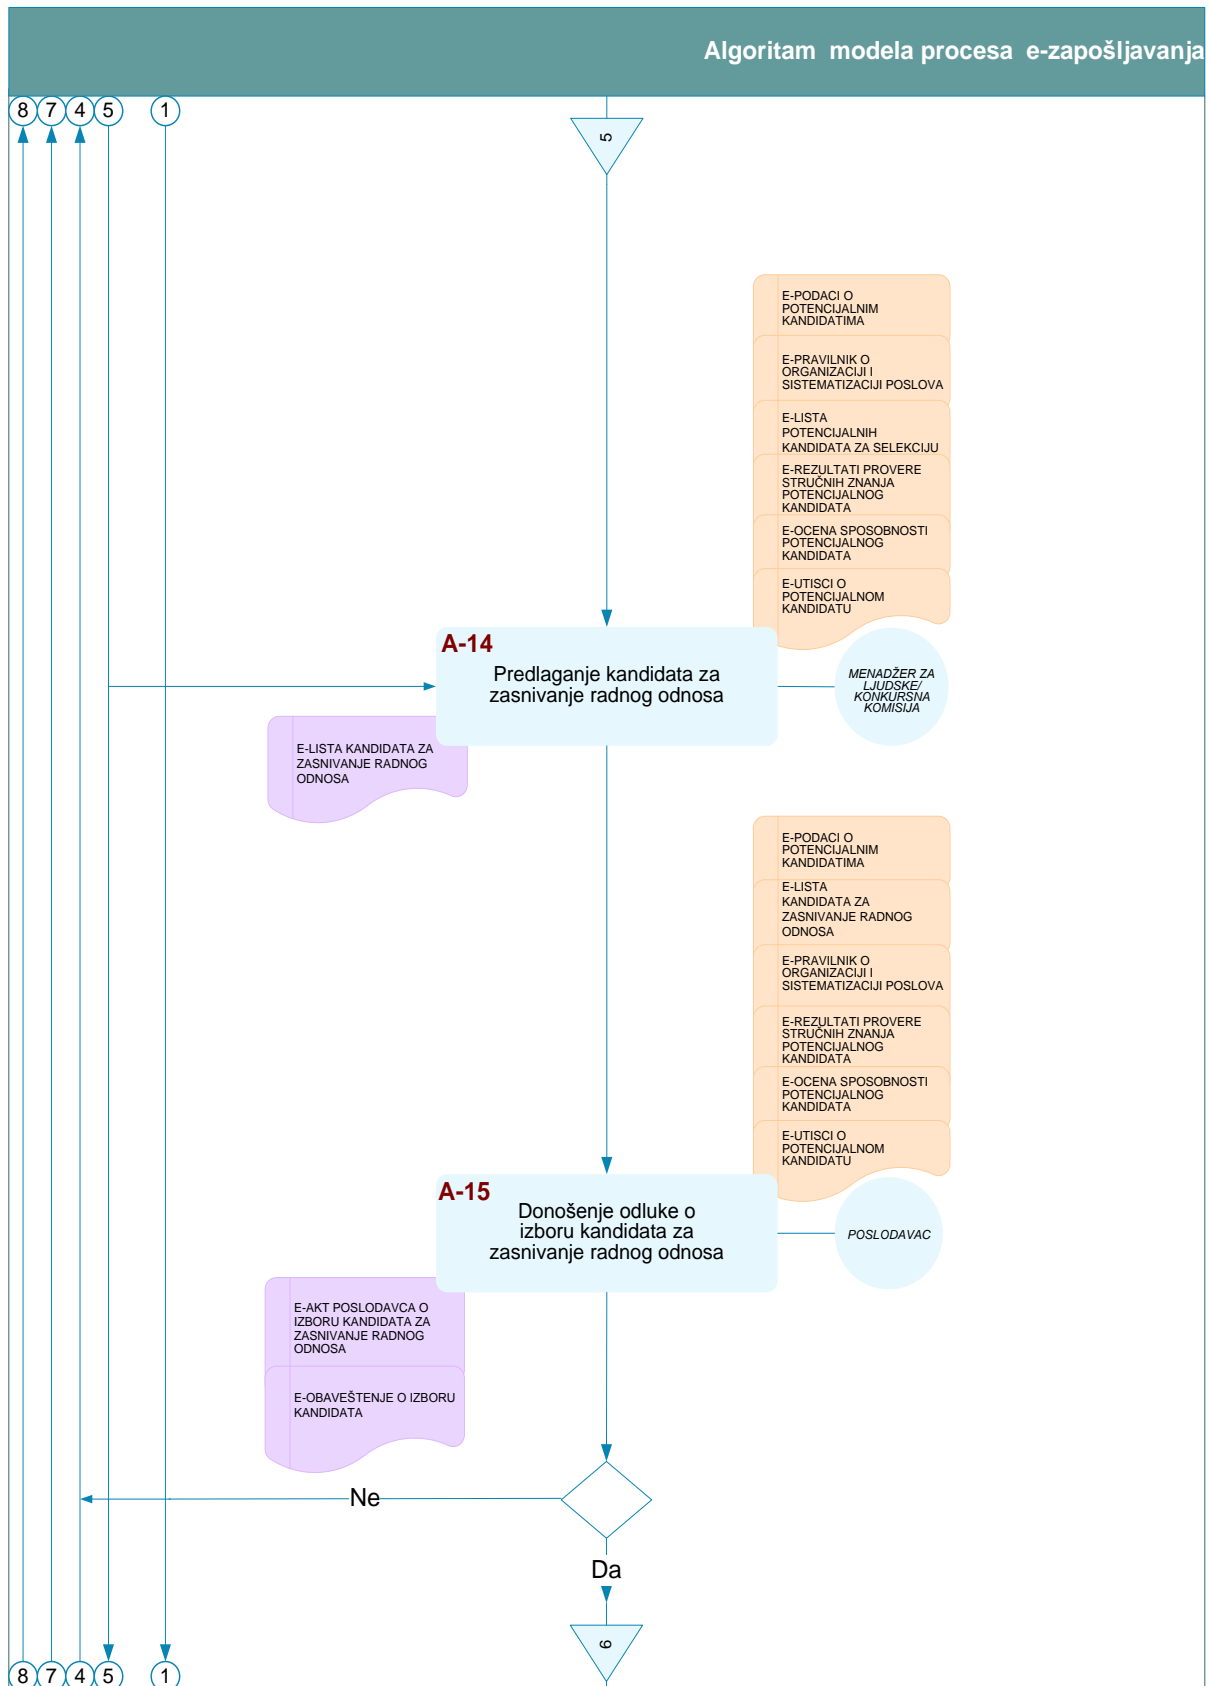 Algoritam modela procesa e-zapošljavanja
8 7 4 5 1
5
E-PODACI O
POTENCIJALNIM
KANDIDATIMA
E-PRAVILNIK O
ORGANIZACIJI I
SISTEMATIZACIJI POSLOVA
E-LISTA
POTENCIJALNIH
KANDIDATA ZA SELEKCIJU
E-REZULTATI PROVERE
STRUČNIH ZNANJA
POTENCIJALNOG
KANDIDATA
E-OCENA SPOSOBNOSTI
POTENCIJALNOG
KANDIDATA
E-UTISCI O
POTENCIJALNOM
KANDIDATU
A-14
Predlaganje kandidata za
zasnivanje radnog odnosa
MENADŽER ZA
LJUDSKE/
KONKURSNA
KOMISIJA
E-LISTA KANDIDATA ZA
ZASNIVANJE RADNOG
ODNOSA
E-PODACI O
POTENCIJALNIM
KANDIDATIMA
E-LISTA
KANDIDATA ZA
ZASNIVANJE RADNOG
ODNOSA
E-PRAVILNIK O
ORGANIZACIJI I
SISTEMATIZACIJI POSLOVA
E-REZULTATI PROVERE
STRUČNIH ZNANJA
POTENCIJALNOG
KANDIDATA
E-OCENA SPOSOBNOSTI
POTENCIJALNOG
KANDIDATA
E-UTISCI O
POTENCIJALNOM
KANDIDATU
A-15
Donošenje odluke o
izboru kandidata za
zasnivanje radnog odnosa
POSLODAVAC
E-AKT POSLODAVCA O
IZBORU KANDIDATA ZA
ZASNIVANJE RADNOG
ODNOSA
E-OBAVEŠTENJE O IZBORU
KANDIDATA
Ne
Da
6
8 7 4 5 1